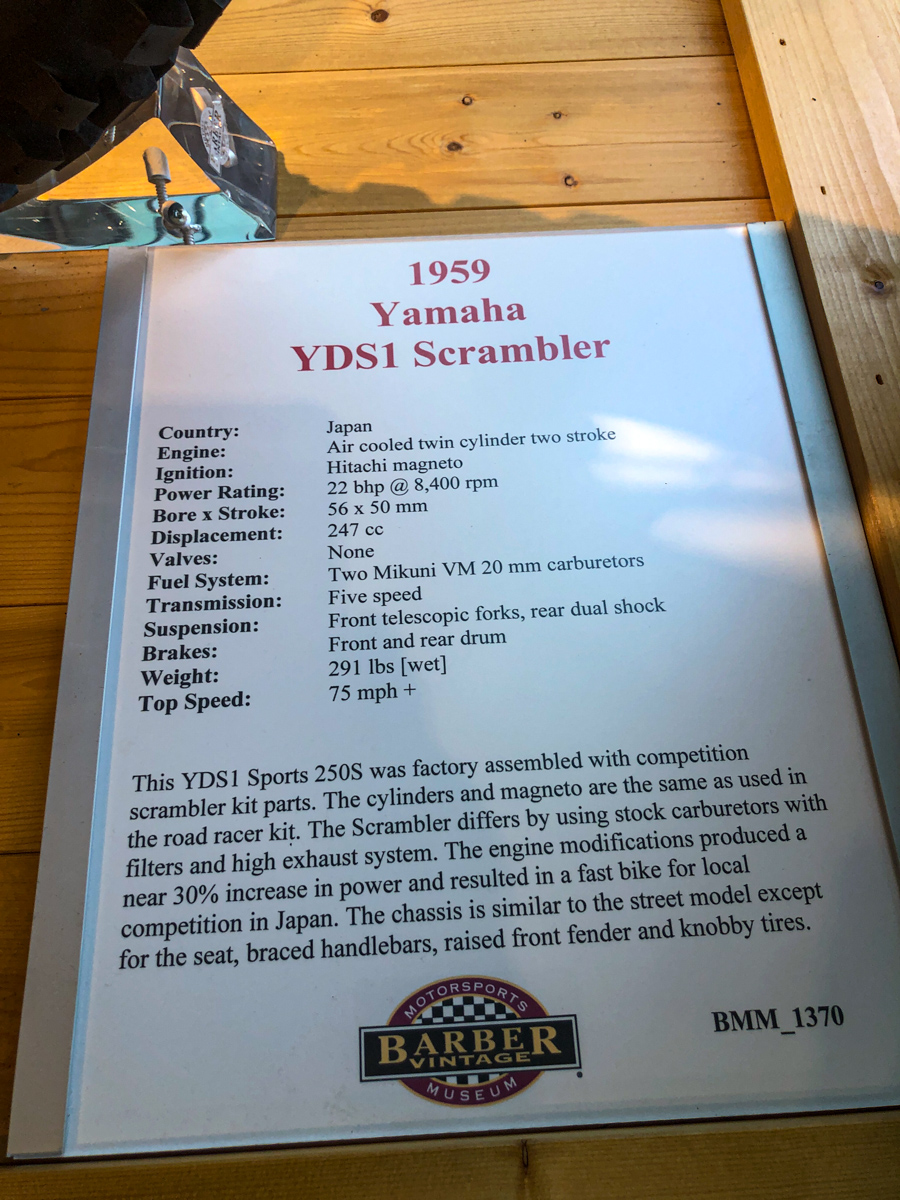 1959
Yamaha
YDS1 Scrambler
Country: Japan
Engine: Air cooled twin cylinder two stroke
Ignition: Hitachi magneto
Power Rating: 22 bhp @ 8,400 rpm
Bore x Stroke: 56 x 50 mm
Displacement: 247 cc
Valves: None
Fuel System: Two Mikuni VM 20 mm carburetors
Transmission: Five speed
Suspension: Front telescopic forks, rear dual shock
Brakes: Front and rear drum
Weight: 291 lbs [wet]
Top Speed: 75 mph +
This YDS1 Sports 250S was factory assembled with competition
scrambler kit parts. The cylinders and magneto are the same as used in
the road racer kit. The Scrambler differs by using stock carburetors with
filters and high exhaust system. The engine modifications produced a
near 30% increase in power and resulted in a fast bike for local
competition in Japan. The chassis is similar to the street model except
for the seat, braced handlebars, raised front fender and knobby tires.
MOTORSPORTS
BARBER
VINTAGE
MUSEUM
BMM_1370